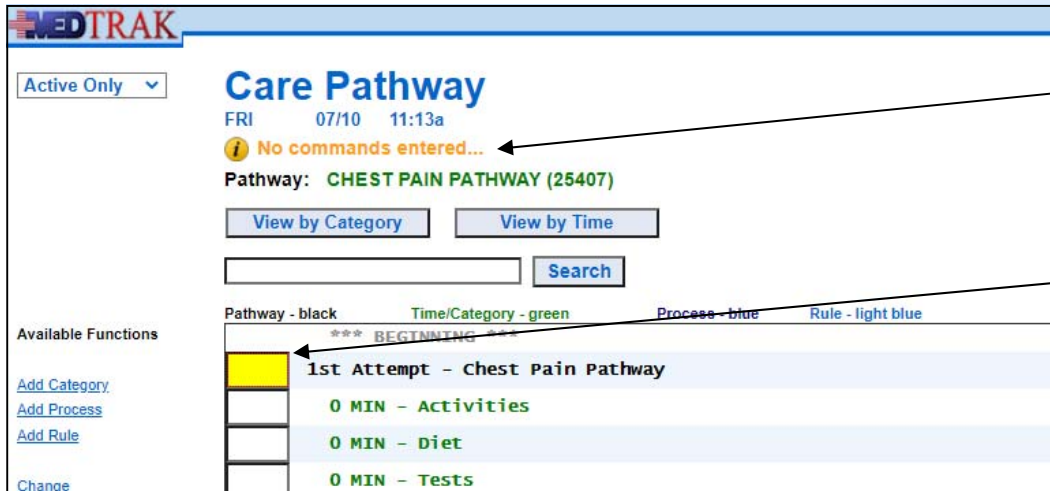 MEDTRAK
Active Only
Care Pathway
FRI 07/10 11:13a
i No commands entered...
Pathway: CHEST PAIN PATHWAY (25407)
View by Category View by Time
Search
Pathway - black Time/Category - green Process - blue Rule - light blue
Available Functions
*** BEGINNING ***
1st Attempt - Chest Pain Pathway
Add Category
Add Process
0 MIN - Activities
Add Rule
0 MIN - Diet
Change
0 MIN - Tests